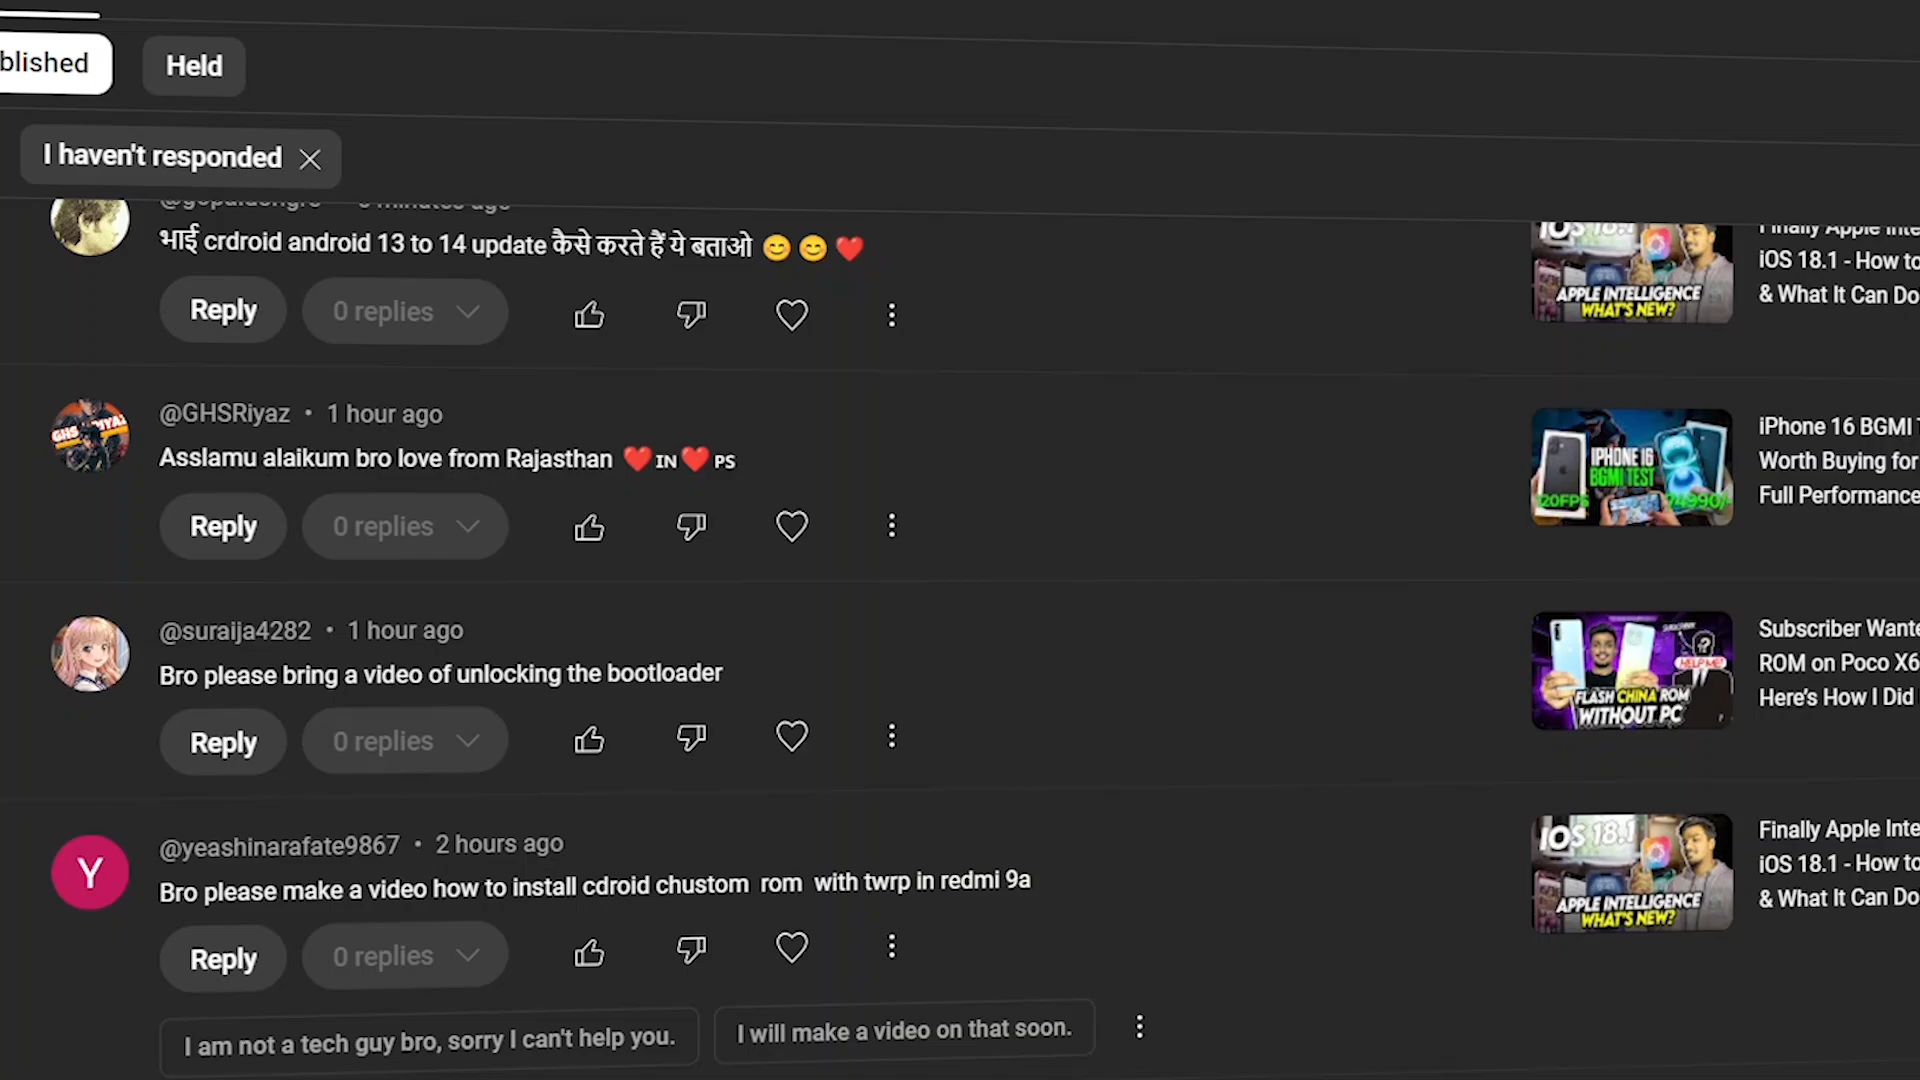 blished
Held
I haven't responded
भाई crdroid android 13 to 14 update कैसे करते हैं ये बताओ 😊 😊 ❤️
Reply
0 replies
iOS 18.1 - How to
& What It Can Do
APPLE INTELLIGENCE
WHAT'S NEW?
@GHSRiyaz • 1 hour ago
Asslamu alaikum bro love from Rajasthan ❤️ IN ❤️ PS
Reply
0 replies
IPHONE 16
BGMI TEST
iPhone 16 BGMI
Worth Buying for
Full Performance
@suraija4282 • 1 hour ago
Bro please bring a video of unlocking the bootloader
Reply
0 replies
HELP ME!
FLASH CHINA ROM
WITHOUT PC
Subscriber Wante
ROM on Poco X6
Here's How I Did
@yeashinarafate9867 • 2 hours ago
Bro please make a video how to install cdroid chustom rom with twrp in redmi 9a
Reply
0 replies
Y
iOS 18.1
APPLE INTELLIGENCE
WHAT'S NEW?
Finally Apple Inte
iOS 18.1 - How to
& What It Can Do
I am not a tech guy bro, sorry I can't help you.
I will make a video on that soon.